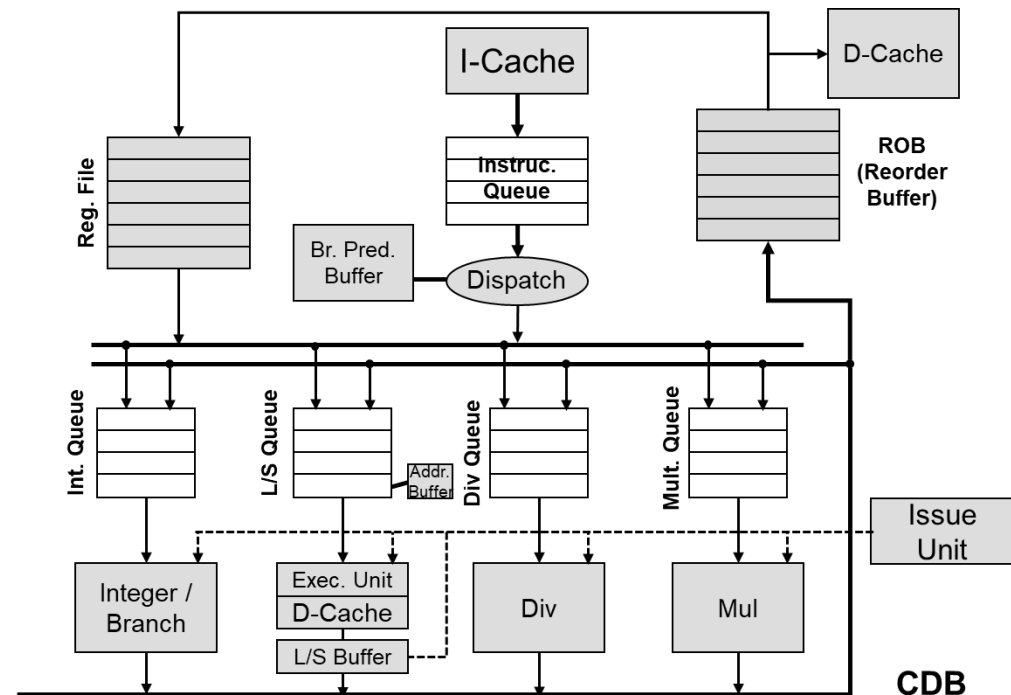 I-Cache
D-Cache
Reg. File
Instruc.
Queue
ROB
(Reorder
Buffer)
Br. Pred.
Buffer
Dispatch
Int. Queue
L/S Queue
Addr.
Buffer
Div Queue
Mult. Queue
Issue
Unit
Integer /
Branch
Exec. Unit
D-Cache
L/S Buffer
Div
Mul
CDB